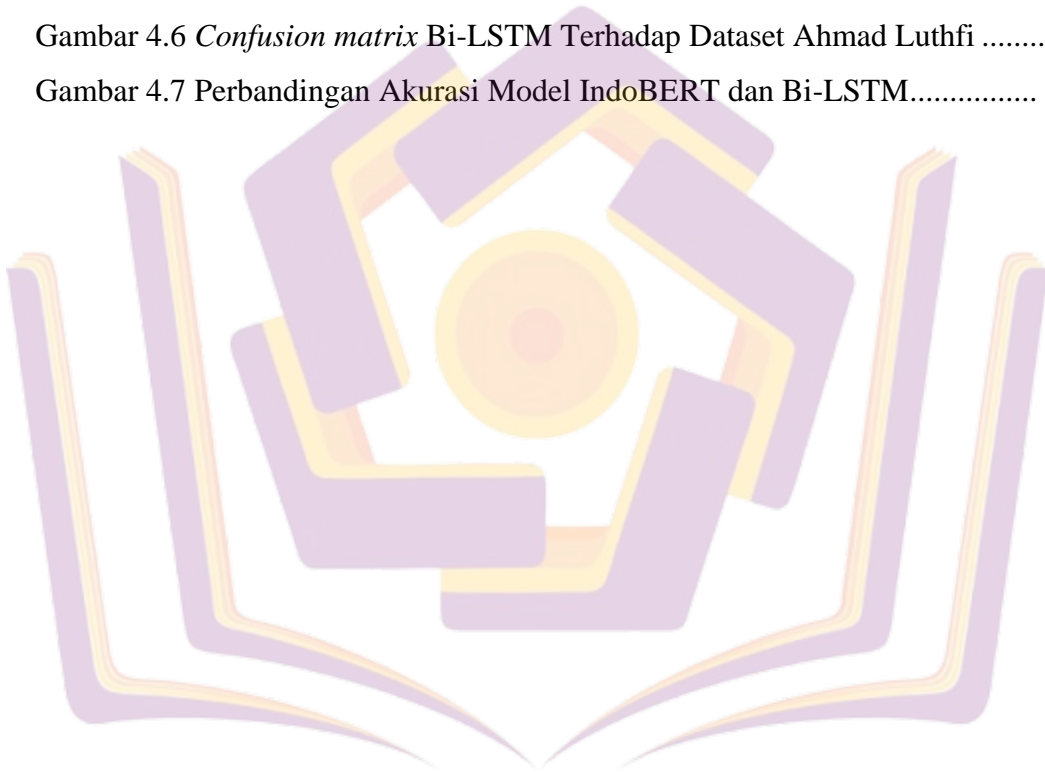 Gambar 4.6 Confusion matrix Bi-LSTM Terhadap Dataset Ahmad Luthfi ........
Gambar 4.7 Perbandingan Akurasi Model IndoBERT dan Bi-LSTM................